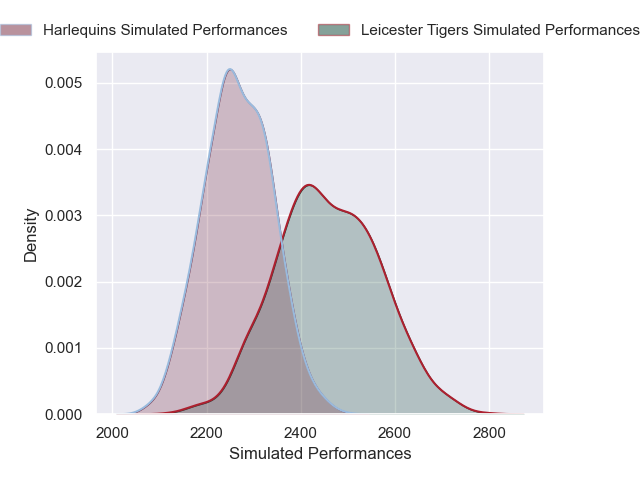 Harlequins Simulated Performances
Leicester Tigers Simulated Performances
0.005
0.004
0.003
0.002
0.001
0.000
Density
2000
2200
2400
2600
2800
Simulated Performances